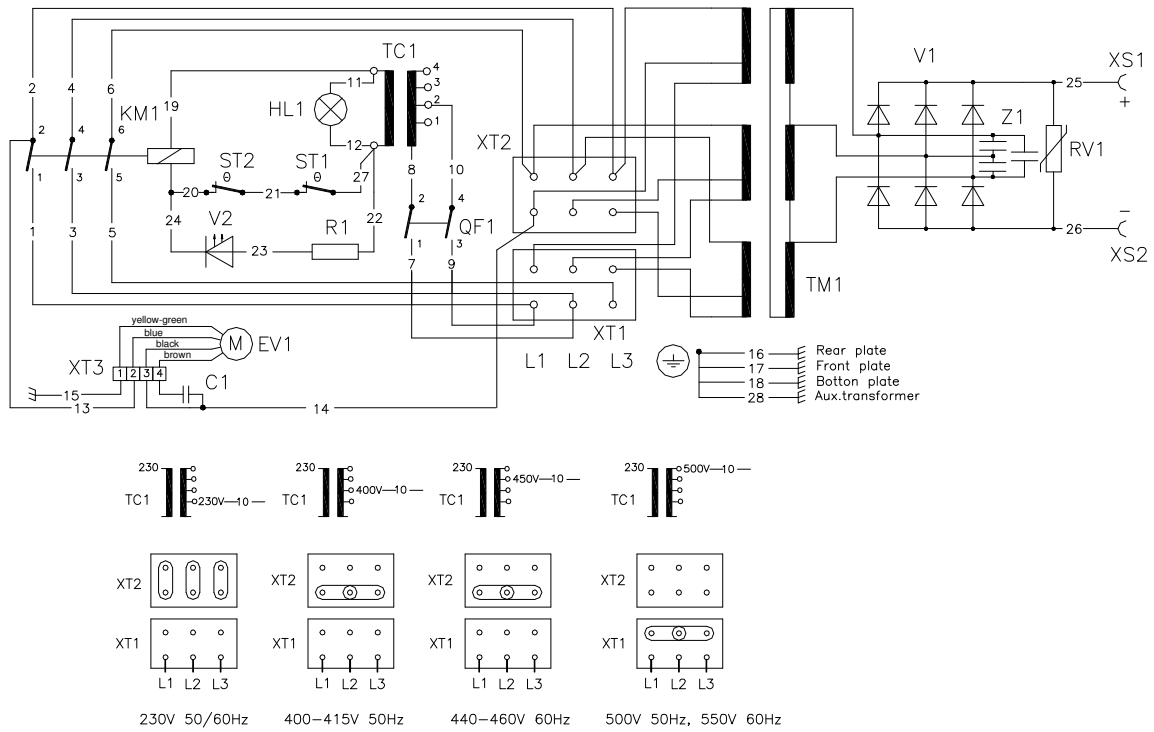 TC1
V1
XS1
25
+
2 4 6
19
11
4
3
2
1
HL1
Z1
KM1
2 4 6
12
XT2
RV1
ST2 ST1
1 3 5
θ θ
27
8 10
20 21
24
V2
22
R1
2 4
QF1
−
26
XS2
1 3 5
23
1 3
7 9
TM1
yellow-green
blue
black
brown
M
EV1
XT1
XT3
1 2 3 4
C1
L1 L2 L3
16 Rear plate
17 Front plate
18 Botton plate
28 Aux.transformer
15
13
14
230 230 230 230
500V—10 —
450V—10 —
400V—10 —
230V—10 —
TC1 TC1 TC1 TC1
XT2 XT2 XT2 XT2
XT1 XT1 XT1 XT1
L1 L2 L3 L1 L2 L3 L1 L2 L3 L1 L2 L3
230V 50/60Hz 400-415V 50Hz 440-460V 60Hz 500V 50Hz, 550V 60Hz